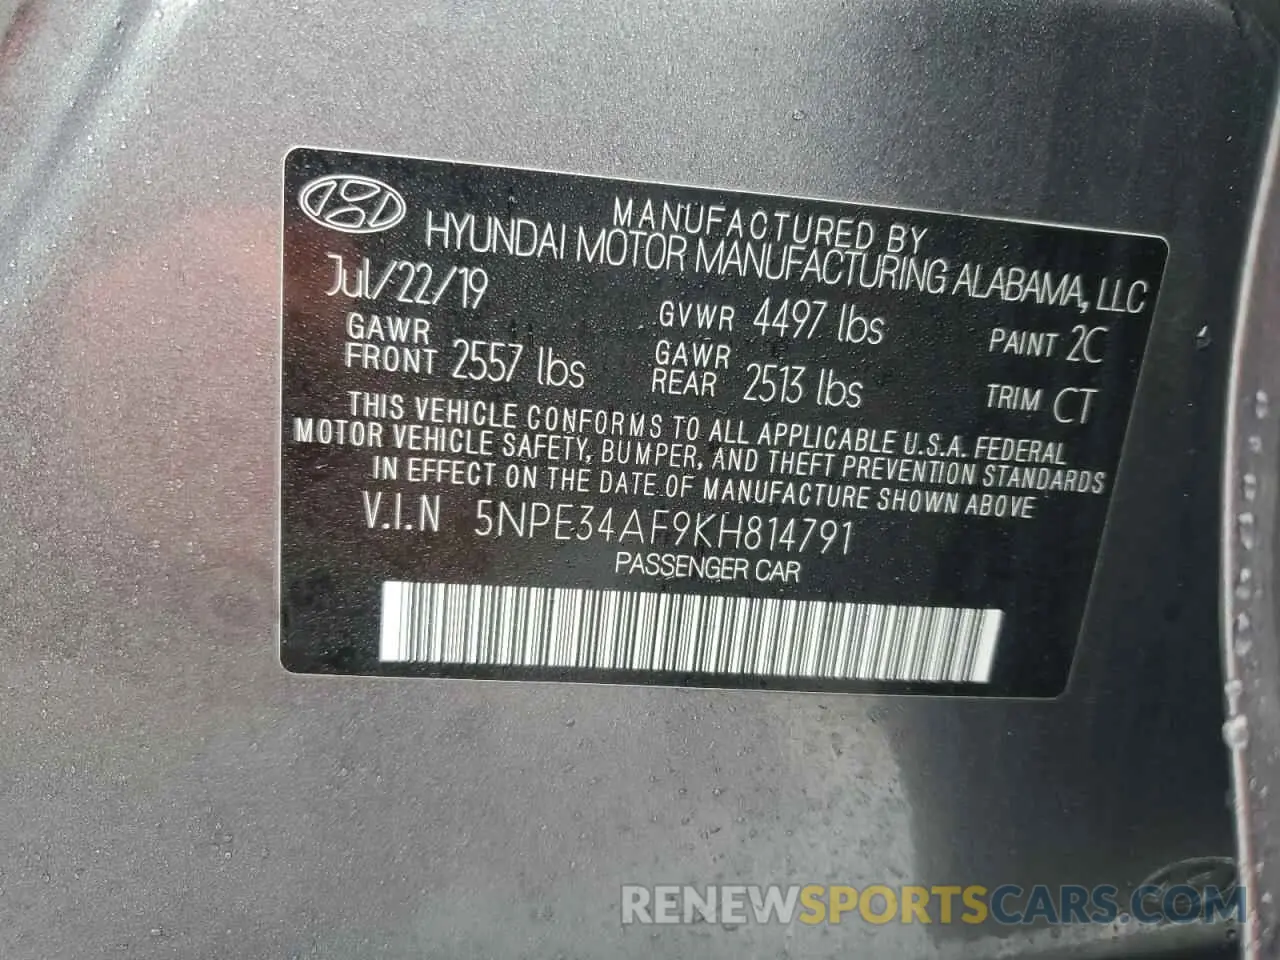 MANUFACTURED BY
HYUNDAI MOTOR MANUFACTURING ALABAMA, LLC
Jul/22/19 GVWR 4497 lbs PAINT 2C
GAWR FRONT 2557 lbs GAWR REAR 2513 lbs TRIM CT
THIS VEHICLE CONFORMS TO ALL APPLICABLE U.S.A. FEDERAL
MOTOR VEHICLE SAFETY, BUMPER, AND THEFT PREVENTION STANDARDS
IN EFFECT ON THE DATE OF MANUFACTURE SHOWN ABOVE
V.I.N 5NPE34AF9KH814791
PASSENGER CAR
RENEWSPORTSCARS.COM